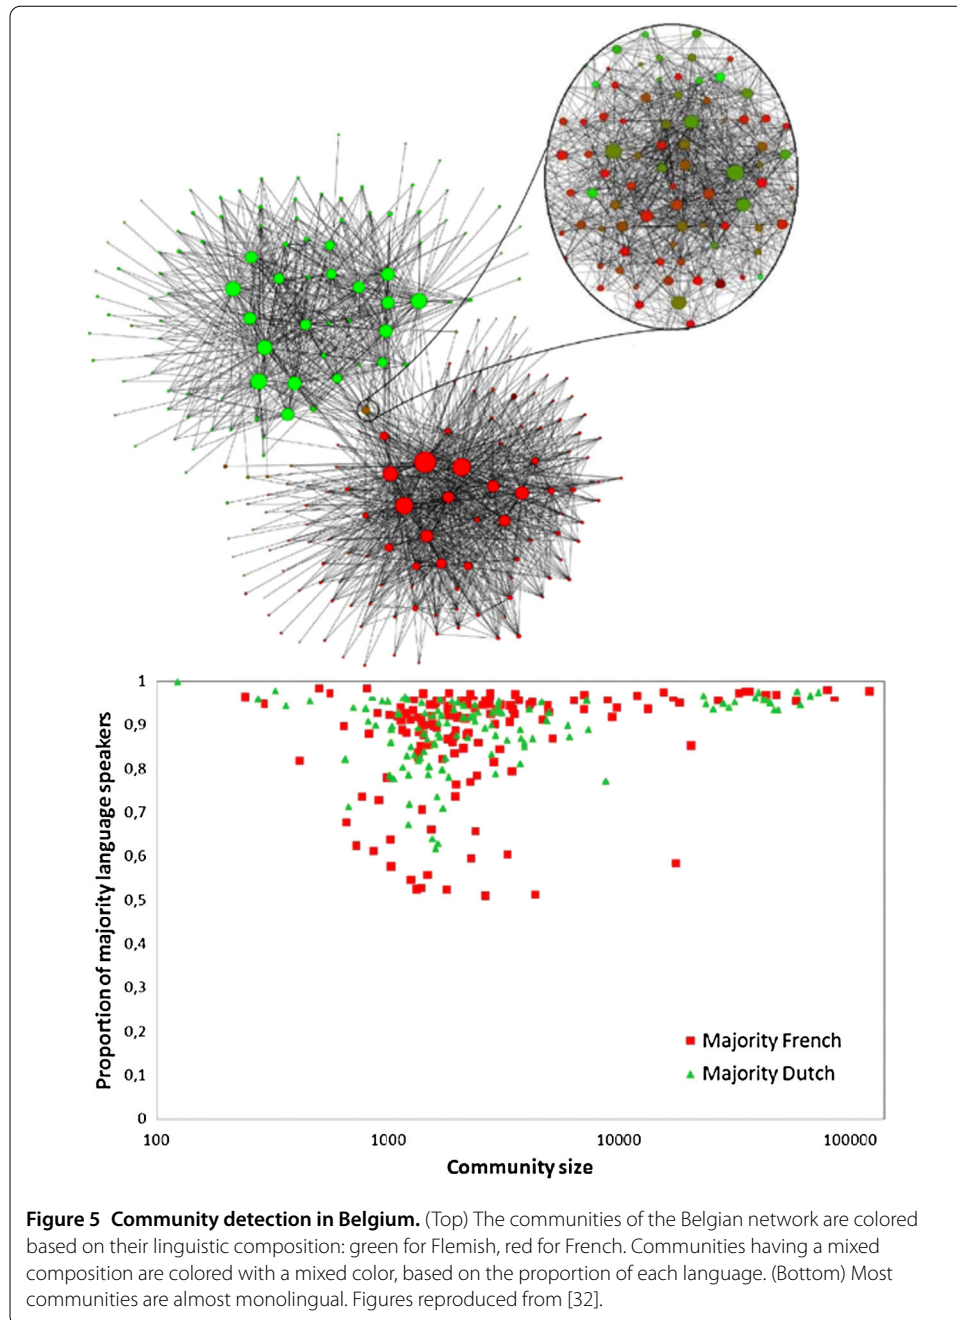 1
0,9
0,8
0,7
0,6
0,5
0,4
0,3
0,2
0,1
0
Proportion of majority language speakers
Majority French
Majority Dutch
100 1000 10000 100000
Community size
Figure 5 Community detection in Belgium. (Top) The communities of the Belgian network are colored
based on their linguistic composition: green for Flemish, red for French. Communities having a mixed
composition are colored with a mixed color, based on the proportion of each language. (Bottom) Most
communities are almost monolingual. Figures reproduced from [32].